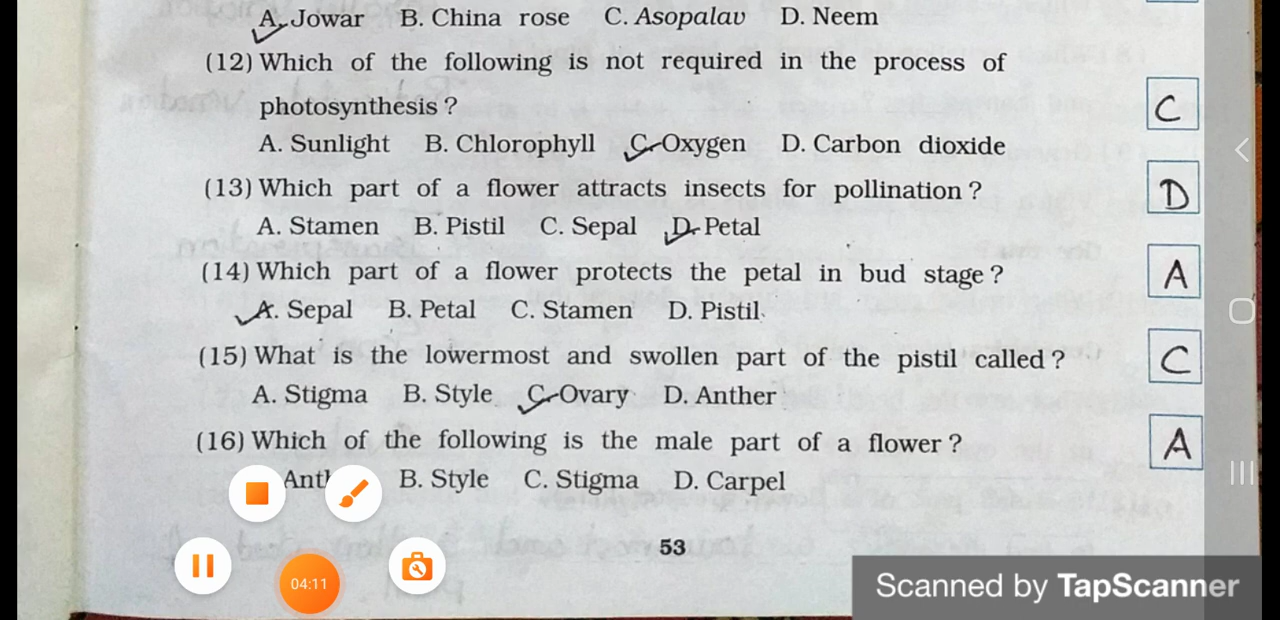 A. Jowar B. China rose C. Asopalav D. Neem
(12) Which of the following is not required in the process of
photosynthesis ?
C
A. Sunlight B. Chlorophyll C. Oxygen D. Carbon dioxide
(13) Which part of a flower attracts insects for pollination ?
D
A. Stamen B. Pistil C. Sepal D. Petal
(14) Which part of a flower protects the petal in bud stage ?
A
A. Sepal B. Petal C. Stamen D. Pistil
(15) What is the lowermost and swollen part of the pistil called ?
C
A. Stigma B. Style C. Ovary D. Anther
(16) Which of the following is the male part of a flower ?
A
B. Style C. Stigma D. Carpel
53
04:11
Scanned by TapScanner